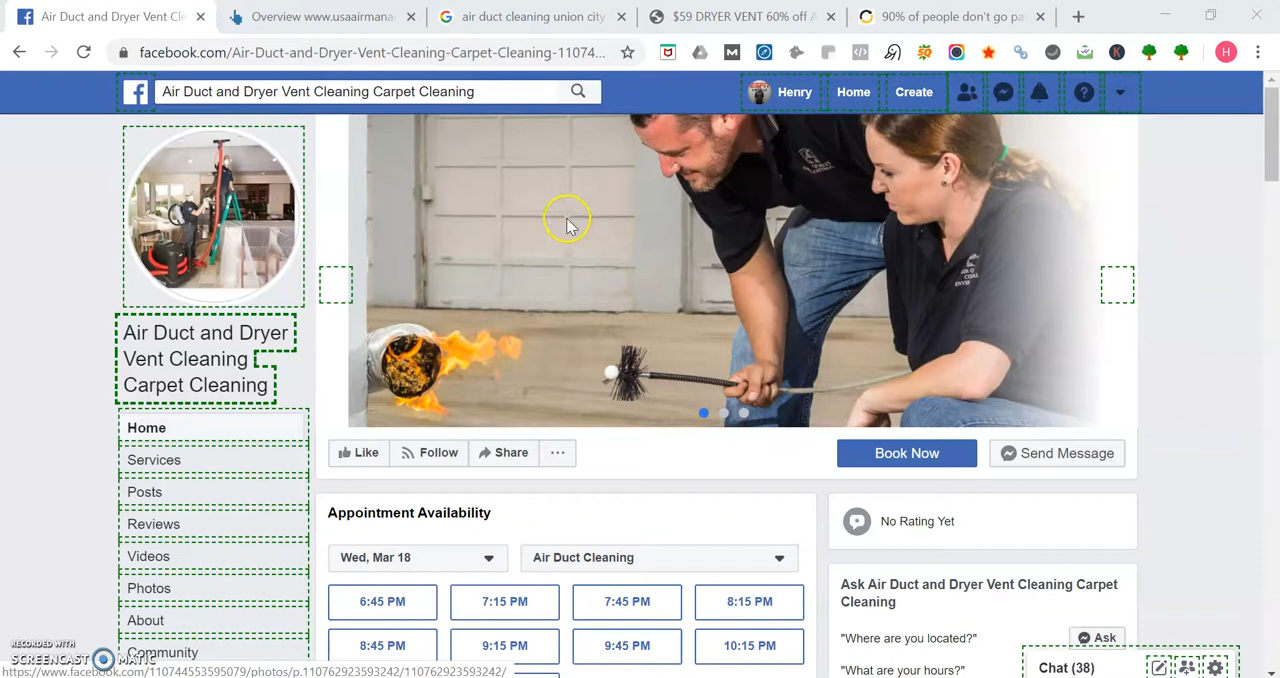 Air Duct and Dryer Vent Cle
Overview www.usaairmana
air duct cleaning union city
$59 DRYER VENT 60% off A
90% of people don't go pa
facebook.com/Air-Duct-and-Dryer-Vent-Cleaning-Carpet-Cleaning-11074...
Air Duct and Dryer Vent Cleaning Carpet Cleaning
Henry
Home
Create
Air Duct and Dryer
Vent Cleaning
Carpet Cleaning
Home
Services
Posts
Reviews
Videos
Photos
About
Community
Like
Follow
Share
Book Now
Send Message
Appointment Availability
Wed, Mar 18
Air Duct Cleaning
6:45 PM
7:15 PM
7:45 PM
8:15 PM
8:45 PM
9:15 PM
9:45 PM
10:15 PM
No Rating Yet
Ask Air Duct and Dryer Vent Cleaning Carpet
Cleaning
"Where are you located?"
Ask
"What are your hours?"
Chat (38)
RECORDED WITH
SCREENCAST MATIC
https://www.facebook.com/110744553595079/photos/p.110762923593242/110762923593242/